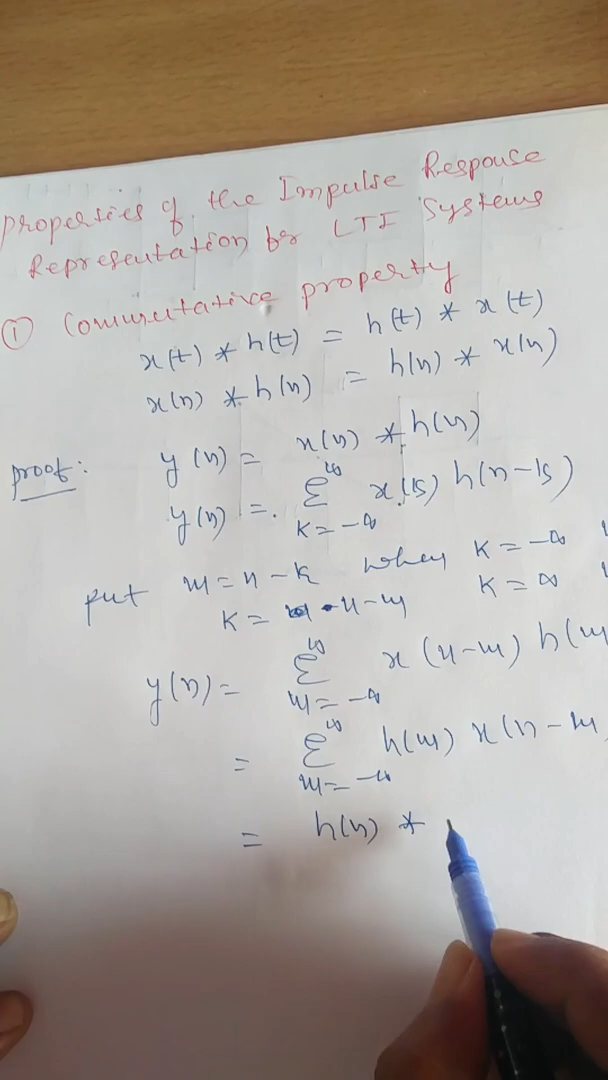 properties of the Impulse Response
Representation for LTI Systems
① Commutative property
x(t) * h(t) = h(t) * x(t)
x(n) * h(n) = h(n) * x(n)
proof: y(n) = x(n) * h(n)
y(n) = ∑ x(k) h(n-k)
K = -∞ ∞
put m = n - k when K = -∞
K = n-m K = ∞
y(n) = ∑ x(n-m) h(m
m = -∞ ∞
= ∑ h(m) x(n-m
m = -∞ ∞
= h(n) *